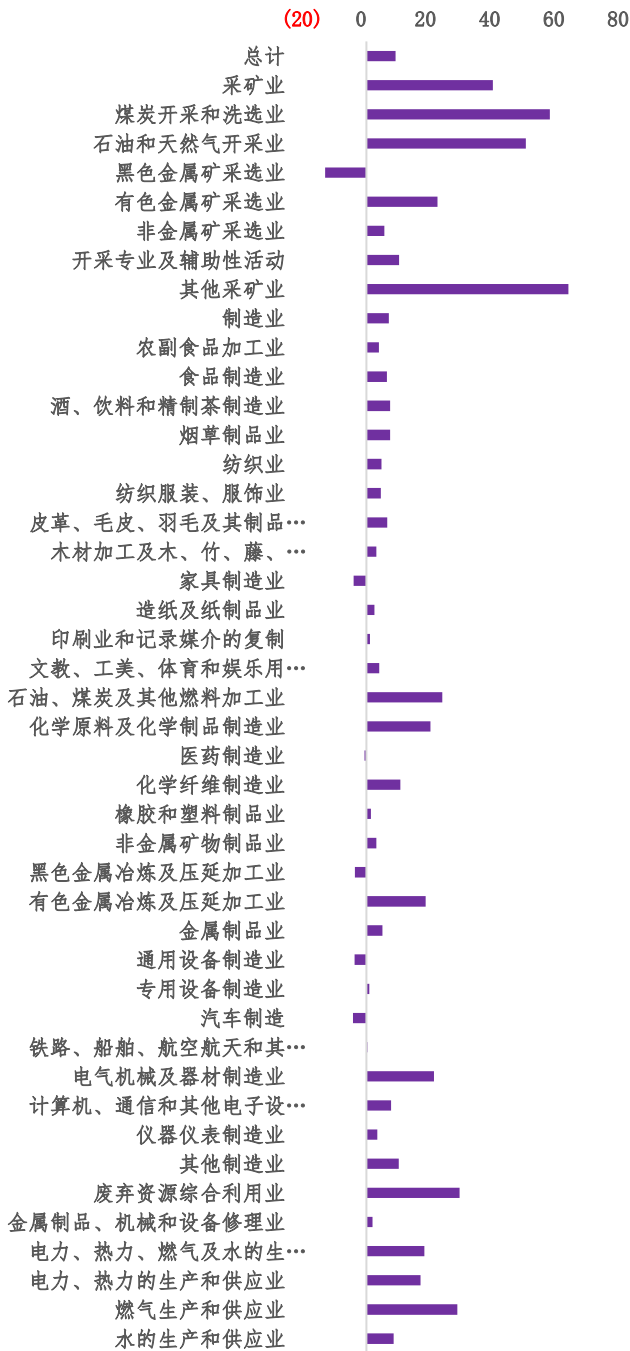 (20) 0 20 40 60 80
总计
采矿业
煤炭开采和洗选业
石油和天然气开采业
黑色金属矿采选业
有色金属矿采选业
非金属矿采选业
开采专业及辅助性活动
其他采矿业
制造业
农副食品加工业
食品制造业
酒、饮料和精制茶制造业
烟草制品业
纺织业
纺织服装、服饰业
皮革、毛皮、羽毛及其制品…
木材加工及木、竹、藤、…
家具制造业
造纸及纸制品业
印刷业和记录媒介的复制
文教、工美、体育和娱乐用…
石油、煤炭及其他燃料加工业
化学原料及化学制品制造业
医药制造业
化学纤维制造业
橡胶和塑料制品业
非金属矿物制品业
黑色金属冶炼及压延加工业
有色金属冶炼及压延加工业
金属制品业
通用设备制造业
专用设备制造业
汽车制造
铁路、船舶、航空航天和其…
电气机械及器材制造业
计算机、通信和其他电子设…
仪器仪表制造业
其他制造业
废弃资源综合利用业
金属制品、机械和设备修理业
电力、热力、燃气及水的生…
电力、热力的生产和供应业
燃气生产和供应业
水的生产和供应业